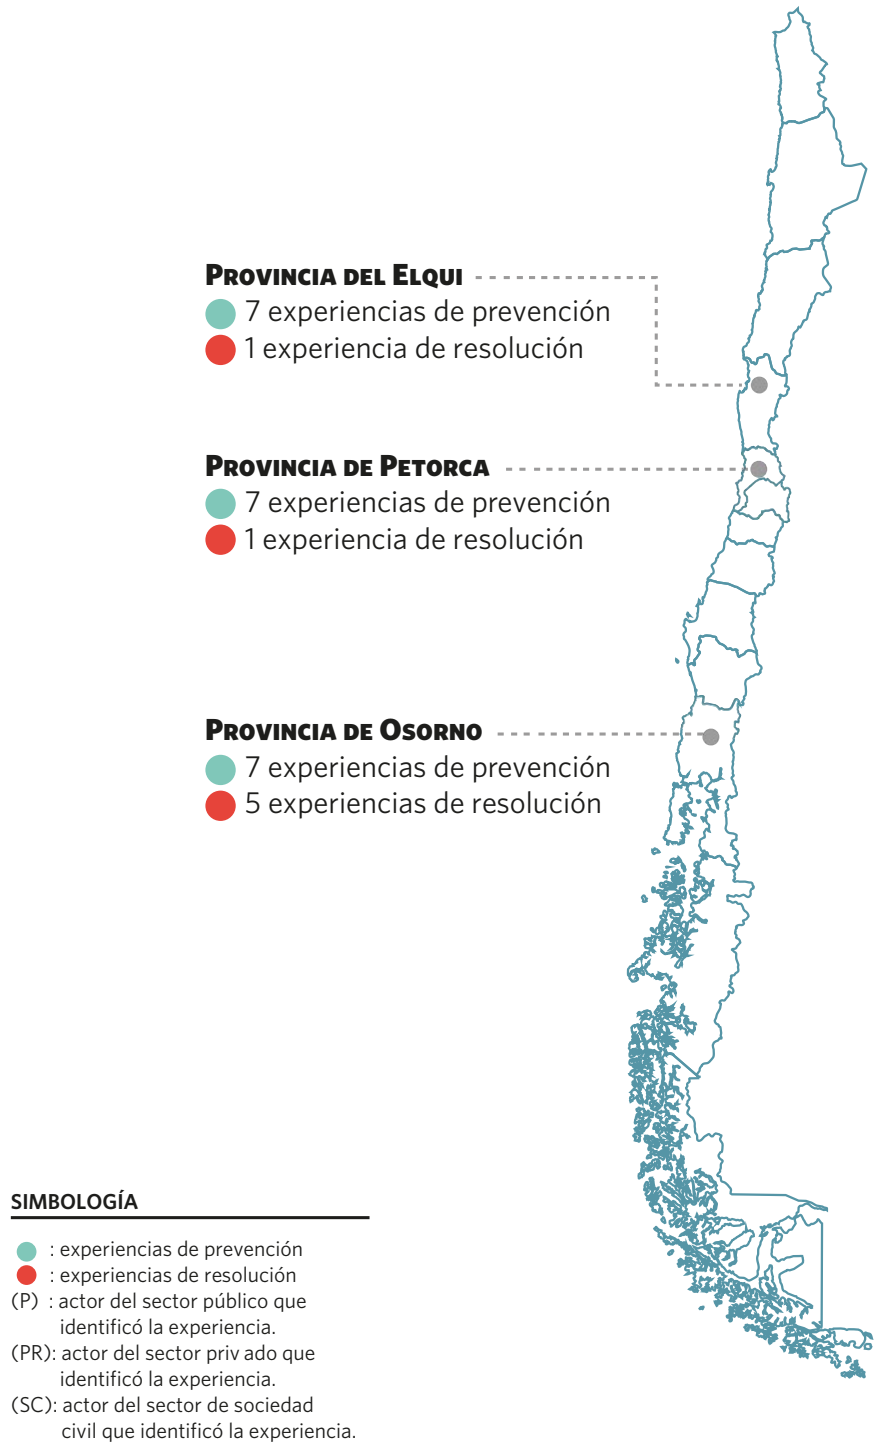 PROVINCIA DEL ELQUI
7 experiencias de prevención
1 experiencia de resolución
PROVINCIA DE PETORCA
7 experiencias de prevención
1 experiencia de resolución
PROVINCIA DE OSORNO
7 experiencias de prevención
5 experiencias de resolución
SIMBOLOGÍA
: experiencias de prevención
: experiencias de resolución
(P) : actor del sector público que
identificó la experiencia.
(PR): actor del sector priv ado que
identificó la experiencia.
(SC): actor del sector de sociedad
civil que identificó la experiencia.